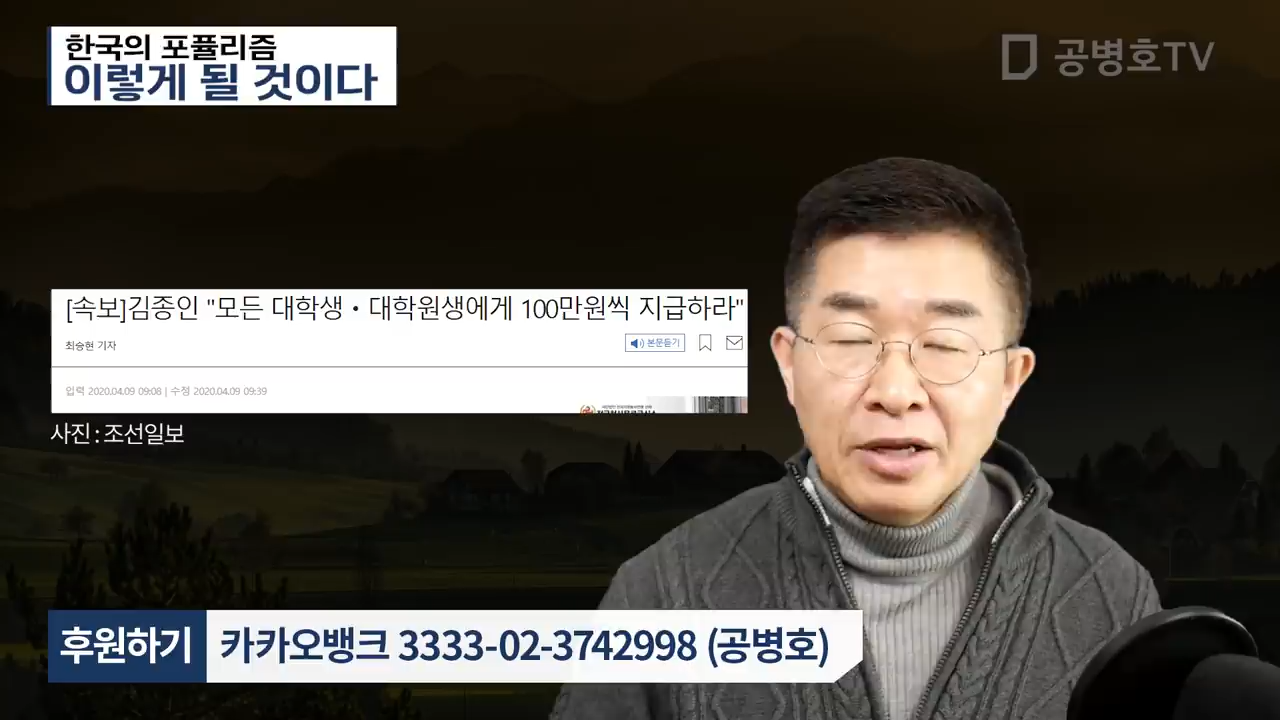 한국의 포퓰리즘
이렇게 될 것이다
공병호TV
[속보]김종인 "모든 대학생·대학원생에게 100만원씩 지급하라"
최승현 기자
본문듣기
입력 2020.04.09 09:08 | 수정 2020.04.09 09:39
사진 : 조선일보
후원하기
카카오뱅크 3333-02-3742998 (공병호)